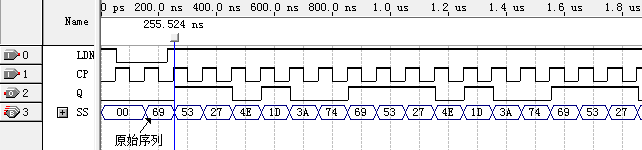 0 ps 200.0 ns 400.0 ns 600.0 ns 800.0 ns 1.0 us 1.2 us 1.4 us 1.6 us 1.8 us
Name
255.524 ns
0 LDN
1 CP
2 Q
3 SS 00 69 53 27 4E 1D 3A 74 69 53 27 4E 1D 3A 74 69 53 27
原始序列